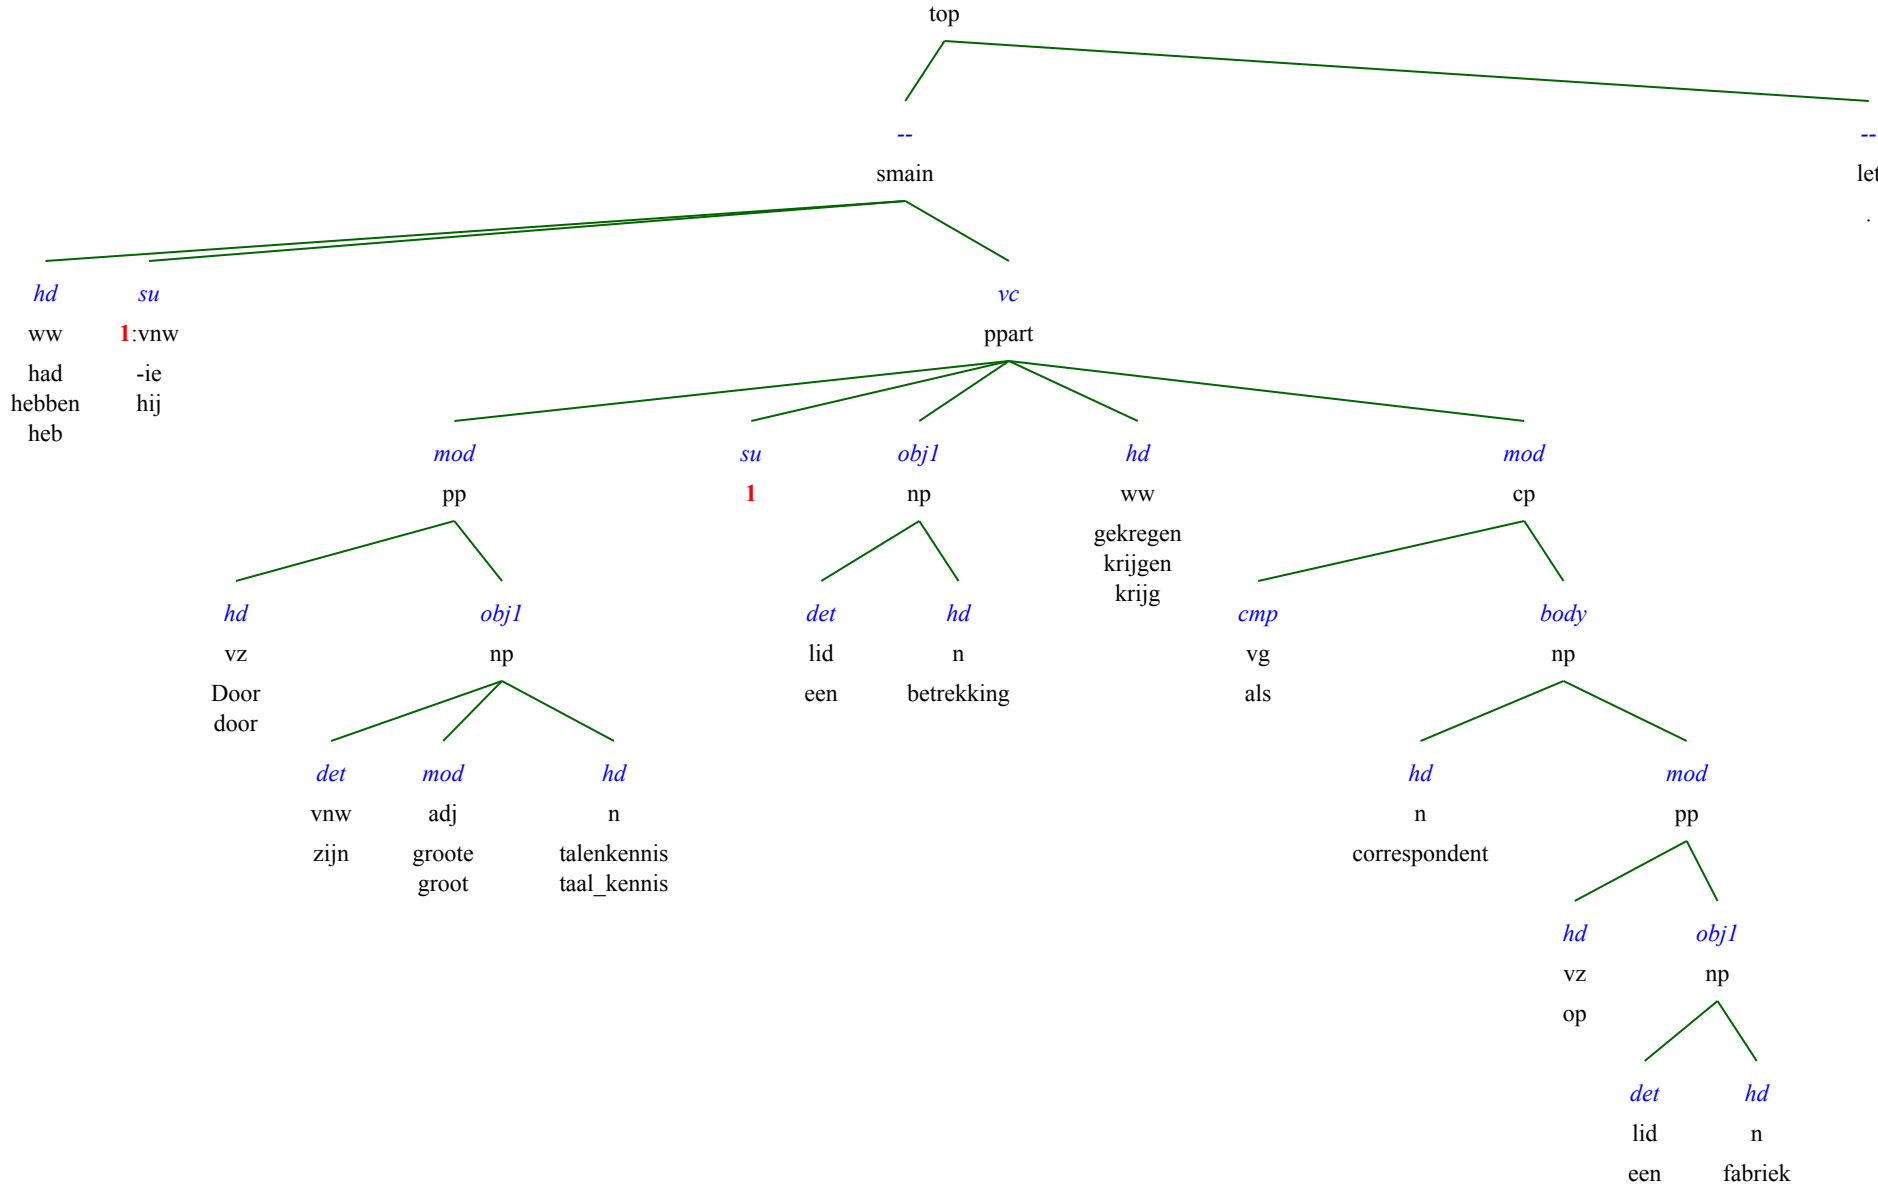 top
-- --
smain let
.
hd su vc
ww 1:vnw ppart
had -ie
hebben hij
heb
mod su obj1 hd mod
pp 1 np ww cp
gekregen
krijgen
krijg
hd obj1 det hd cmp body
vz np lid n vg np
Door een betrekking als
door
det mod hd hd mod
vnw adj n n pp
zijn groote talenkennis correspondent
groot taal_kennis
hd obj1
vz np
op
det hd
lid n
een fabriek